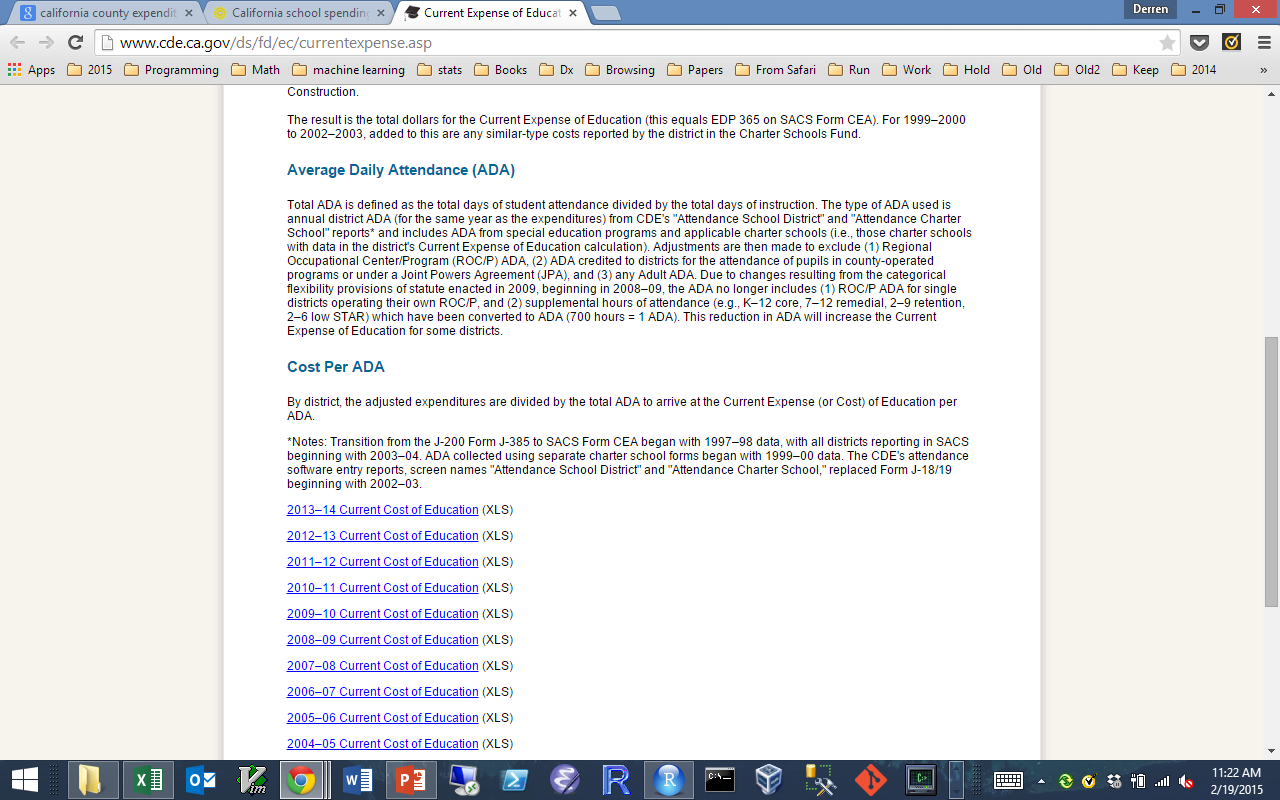 california county expendit
California school spending
Current Expense of Educat
Derren
www.cde.ca.gov/ds/fd/ec/currentexpense.asp
Apps 2015 Programming Math machine learning stats Books Dx Browsing Papers From Safari Run Work Hold Old Old2 Keep 2014 »
Construction.
The result is the total dollars for the Current Expense of Education (this equals EDP 365 on SACS Form CEA). For 1999–2000
to 2002–2003, added to this are any similar-type costs reported by the district in the Charter Schools Fund.
Average Daily Attendance (ADA)
Total ADA is defined as the total days of student attendance divided by the total days of instruction. The type of ADA used is
annual district ADA (for the same year as the expenditures) from CDE's "Attendance School District" and "Attendance Charter
School" reports* and includes ADA from special education programs and applicable charter schools (i.e., those charter schools
with data in the district's Current Expense of Education calculation). Adjustments are then made to exclude (1) Regional
Occupational Center/Program (ROC/P) ADA, (2) ADA credited to districts for the attendance of pupils in county-operated
programs or under a Joint Powers Agreement (JPA), and (3) any Adult ADA. Due to changes resulting from the categorical
flexibility provisions of statute enacted in 2009, beginning in 2008–09, the ADA no longer includes (1) ROC/P ADA for single
districts operating their own ROC/P, and (2) supplemental hours of attendance (e.g., K–12 core, 7–12 remedial, 2–9 retention,
2–6 low STAR) which have been converted to ADA (700 hours = 1 ADA). This reduction in ADA will increase the Current
Expense of Education for some districts.
Cost Per ADA
By district, the adjusted expenditures are divided by the total ADA to arrive at the Current Expense (or Cost) of Education per
ADA.
*Notes: Transition from the J-200 Form J-385 to SACS Form CEA began with 1997–98 data, with all districts reporting in SACS
beginning with 2003–04. ADA collected using separate charter school forms began with 1999–00 data. The CDE's attendance
software entry reports, screen names "Attendance School District" and "Attendance Charter School," replaced Form J-18/19
beginning with 2002–03.
2013–14 Current Cost of Education (XLS)
2012–13 Current Cost of Education (XLS)
2011–12 Current Cost of Education (XLS)
2010–11 Current Cost of Education (XLS)
2009–10 Current Cost of Education (XLS)
2008–09 Current Cost of Education (XLS)
2007–08 Current Cost of Education (XLS)
2006–07 Current Cost of Education (XLS)
2005–06 Current Cost of Education (XLS)
2004–05 Current Cost of Education (XLS)
11:22 AM
2/19/2015